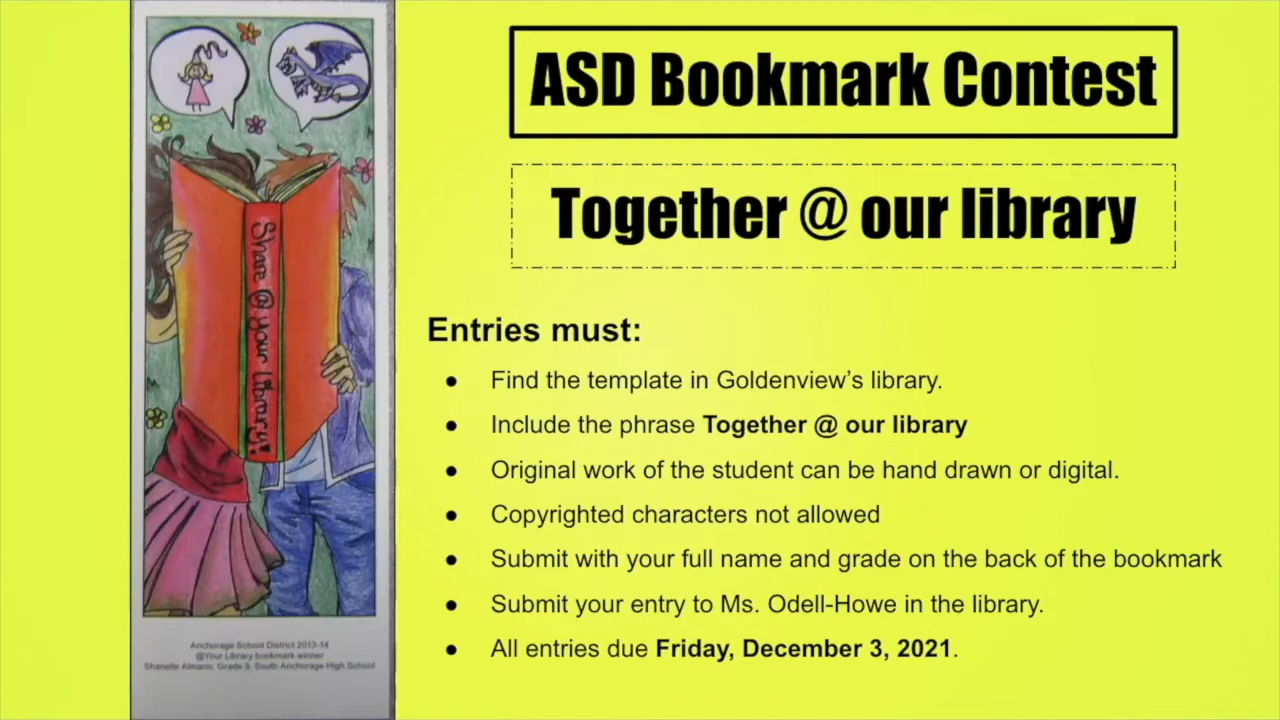 ASD Bookmark Contest
Together @ our library
Share @ your Library!
Entries must:
● Find the template in Goldenview’s library.
● Include the phrase Together @ our library
● Original work of the student can be hand drawn or digital.
● Copyrighted characters not allowed
● Submit with your full name and grade on the back of the bookmark
● Submit your entry to Ms. Odell-Howe in the library.
● All entries due Friday, December 3, 2021.
Anchorage School District 2013-14
@Your Library bookmark winner
Shanelle Almario, Grade 9, South Anchorage High School